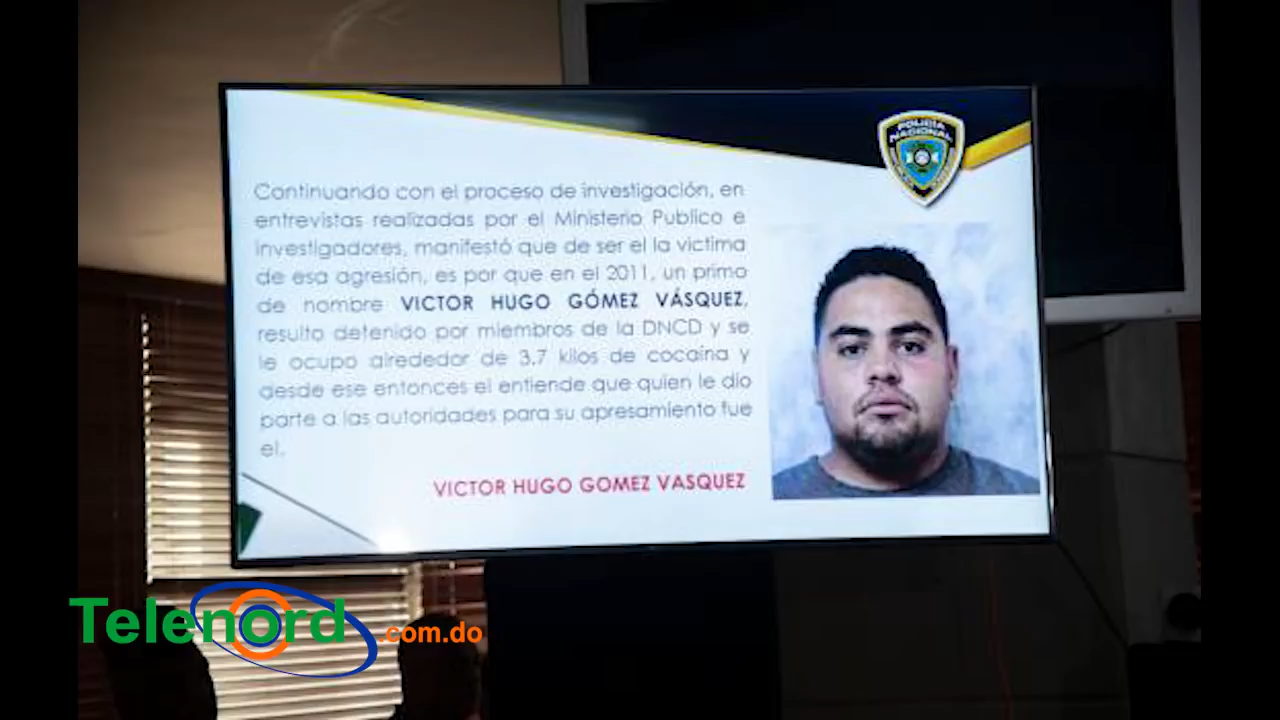 POLICIA
NACIONAL
Continuando con el proceso de investigación, en
entrevistas realizadas por el Ministerio Publico e
investigadores, manifestó que de ser el la victima
de esa agresión, es por que en el 2011, un primo
de nombre VICTOR HUGO GÓMEZ VÁSQUEZ,
resulto detenido por miembros de la DNCD y se
le ocupo alrededor de 3.7 kilos de cocaína y
desde ese entonces el entiende que quien le dio
parte a las autoridades para su apresamiento fue
el.
VICTOR HUGO GOMEZ VASQUEZ
Telenord.com.do